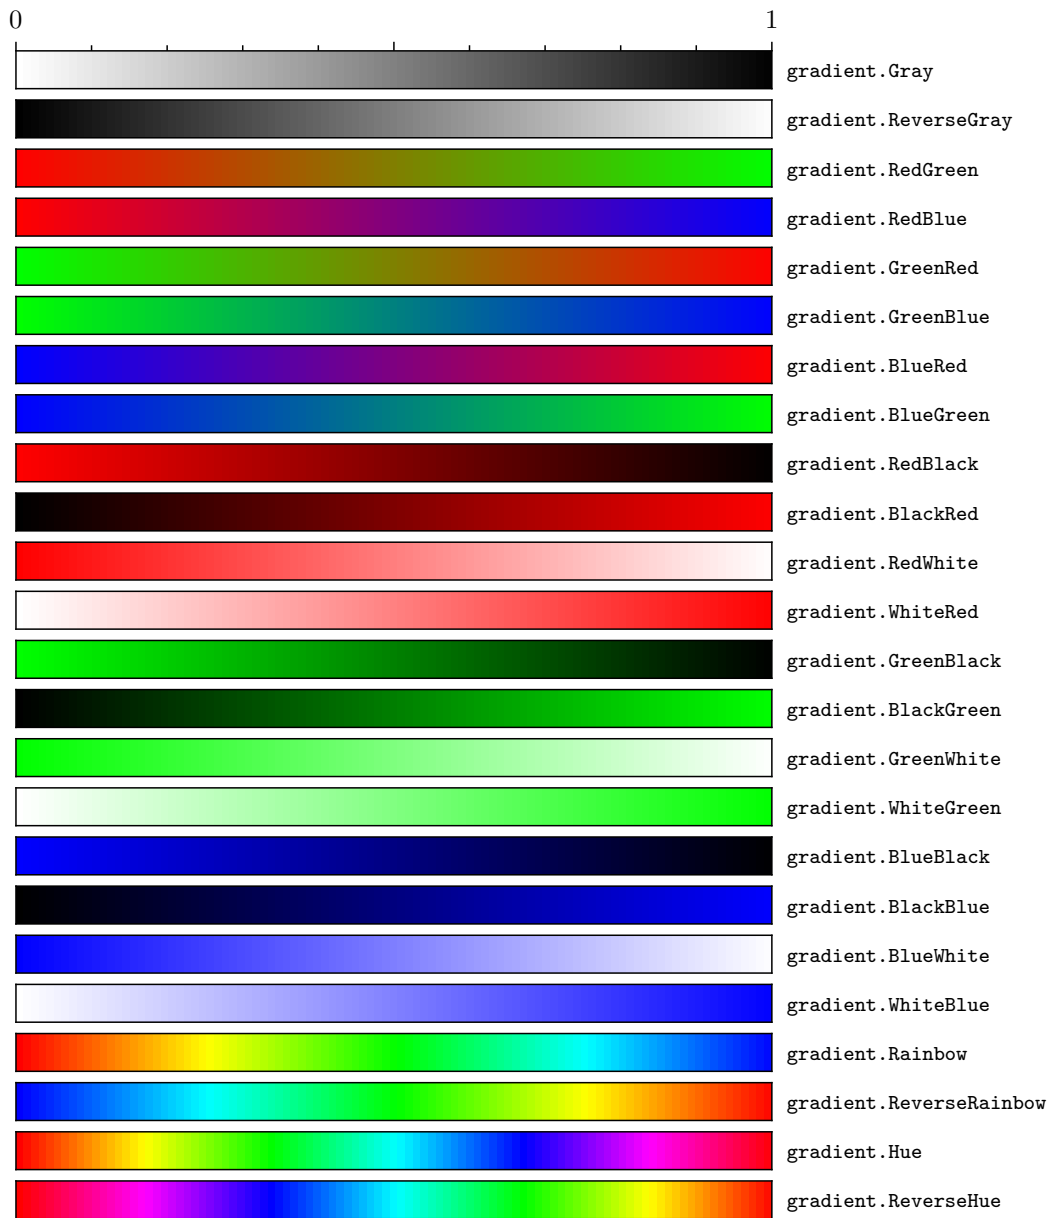 0 1
gradient.Gray
gradient.ReverseGray
gradient.RedGreen
gradient.RedBlue
gradient.GreenRed
gradient.GreenBlue
gradient.BlueRed
gradient.BlueGreen
gradient.RedBlack
gradient.BlackRed
gradient.RedWhite
gradient.WhiteRed
gradient.GreenBlack
gradient.BlackGreen
gradient.GreenWhite
gradient.WhiteGreen
gradient.BlueBlack
gradient.BlackBlue
gradient.BlueWhite
gradient.WhiteBlue
gradient.Rainbow
gradient.ReverseRainbow
gradient.Hue
gradient.ReverseHue